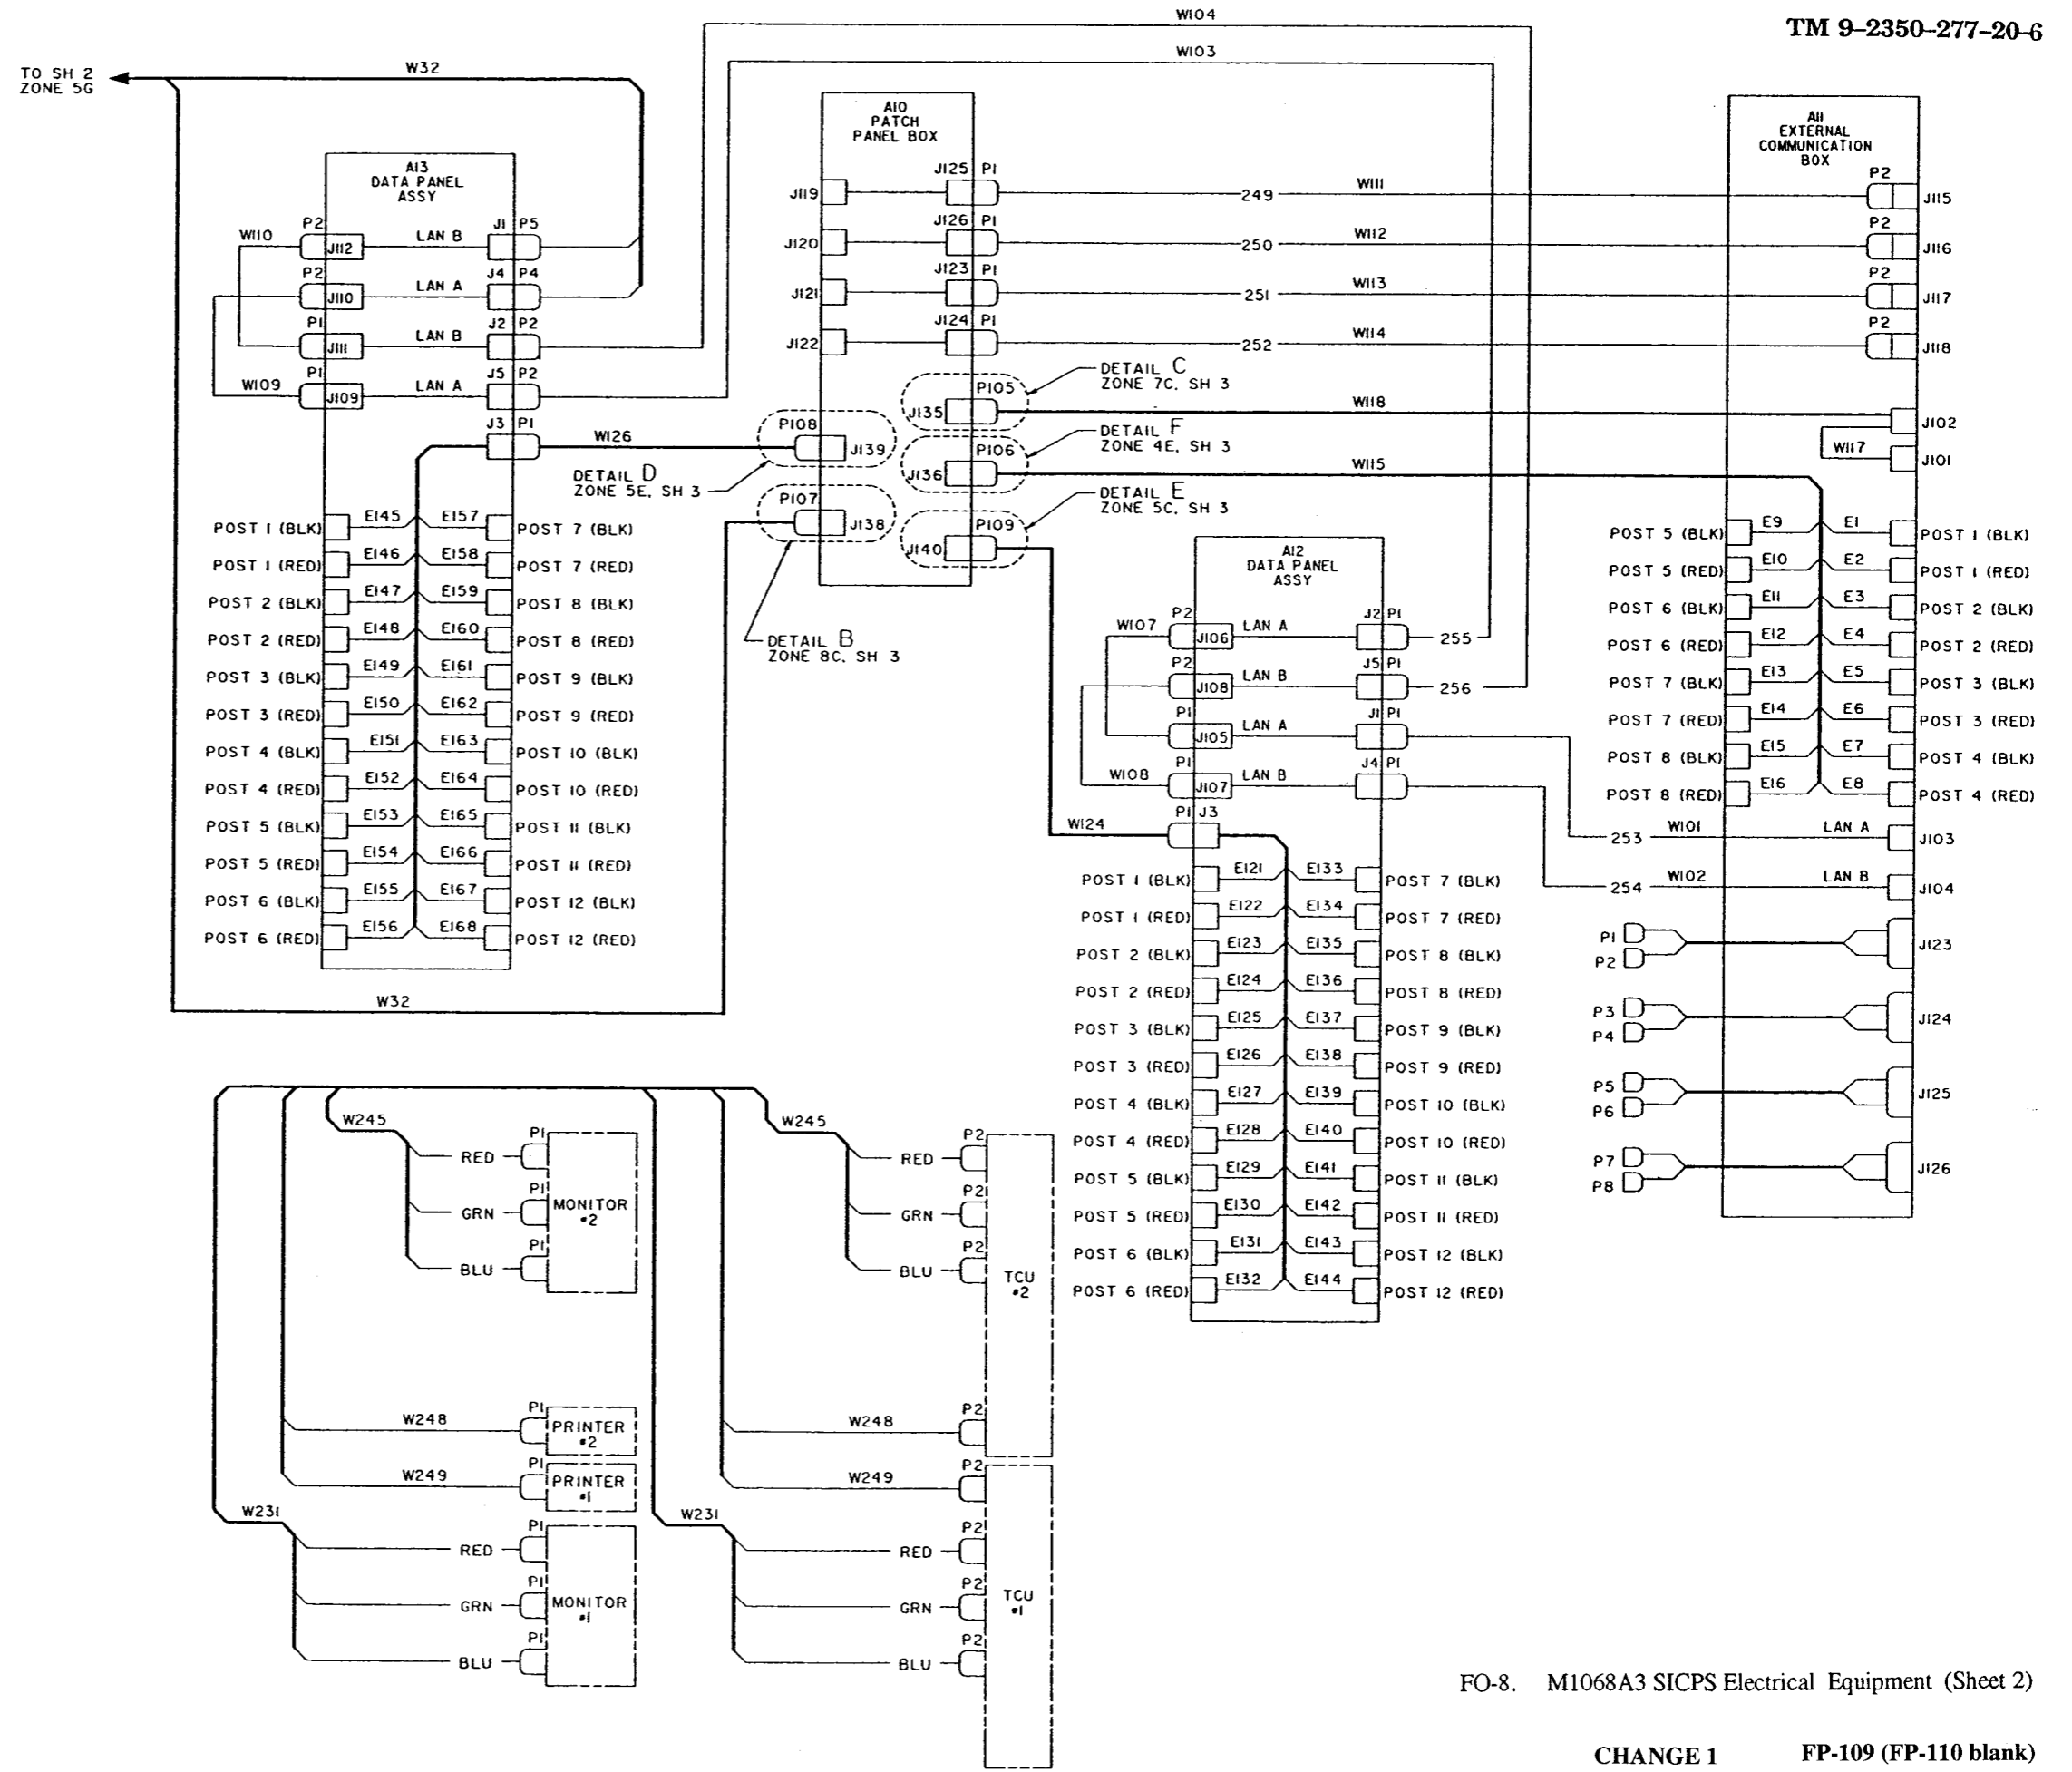 TM 9–2350–277–20–6
W104
W103
TO SH 2
ZONE 5G
W32
A13
DATA PANEL
ASSY
P2
J1
P5
W110
J112
LAN B
P2
J4
P4
J110
LAN A
P1
J2
P2
J111
LAN B
P1
J5
P2
W109
J109
LAN A
J3
P1
W126
POST 1 (BLK)
E145
E157
POST 7 (BLK)
POST 1 (RED)
E146
E158
POST 7 (RED)
POST 2 (BLK)
E147
E159
POST 8 (BLK)
POST 2 (RED)
E148
E160
POST 8 (RED)
POST 3 (BLK)
E149
E161
POST 9 (BLK)
POST 3 (RED)
E150
E162
POST 9 (RED)
POST 4 (BLK)
E151
E163
POST 10 (BLK)
POST 4 (RED)
E152
E164
POST 10 (RED)
POST 5 (BLK)
E153
E165
POST 11 (BLK)
POST 5 (RED)
E154
E166
POST 11 (RED)
POST 6 (BLK)
E155
E167
POST 12 (BLK)
POST 6 (RED)
E156
E168
POST 12 (RED)
W32
A10
PATCH
PANEL BOX
J119
J125
P1
249
W111
J120
J126
P1
250
W112
J121
J123
P1
251
W113
J122
J124
P1
252
W114
P105
J135
DETAIL C
ZONE 7C, SH 3
W118
P108
J139
DETAIL D
ZONE 5E, SH 3
P106
J136
DETAIL F
ZONE 4E, SH 3
W115
P107
J138
DETAIL B
ZONE 8C, SH 3
P109
J140
DETAIL E
ZONE 5C, SH 3
A11
EXTERNAL
COMMUNICATION
BOX
P2
J115
P2
J116
P2
J117
P2
J118
J102
W117
J101
POST 5 (BLK)
E9
E1
POST 1 (BLK)
POST 5 (RED)
E10
E2
POST 1 (RED)
POST 6 (BLK)
E11
E3
POST 2 (BLK)
POST 6 (RED)
E12
E4
POST 2 (RED)
POST 7 (BLK)
E13
E5
POST 3 (BLK)
POST 7 (RED)
E14
E6
POST 3 (RED)
POST 8 (BLK)
E15
E7
POST 4 (BLK)
POST 8 (RED)
E16
E8
POST 4 (RED)
253
W101
LAN A
J103
254
W102
LAN B
J104
P1
P2
J123
P3
P4
J124
P5
P6
J125
P7
P8
J126
A12
DATA PANEL
ASSY
W107
P2
J106
LAN A
J2
P1
255
P2
J108
LAN B
J5
P1
256
P1
J105
LAN A
J1
P1
W108
P1
J107
LAN B
J4
P1
W124
P1
J3
POST 1 (BLK)
E121
E133
POST 7 (BLK)
POST 1 (RED)
E122
E134
POST 7 (RED)
POST 2 (BLK)
E123
E135
POST 8 (BLK)
POST 2 (RED)
E124
E136
POST 8 (RED)
POST 3 (BLK)
E125
E137
POST 9 (BLK)
POST 3 (RED)
E126
E138
POST 9 (RED)
POST 4 (BLK)
E127
E139
POST 10 (BLK)
POST 4 (RED)
E128
E140
POST 10 (RED)
POST 5 (BLK)
E129
E141
POST 11 (BLK)
POST 5 (RED)
E130
E142
POST 11 (RED)
POST 6 (BLK)
E131
E143
POST 12 (BLK)
POST 6 (RED)
E132
E144
POST 12 (RED)
W245
RED
P1
GRN
P1
BLU
P1
MONITOR
#2
W245
RED
P2
GRN
P2
BLU
P2
TCU
#2
W248
P1
PRINTER
#2
W248
P2
W249
P1
PRINTER
#1
W249
P2
W231
RED
P1
GRN
P1
BLU
P1
MONITOR
#1
W231
RED
P2
GRN
P2
BLU
P2
TCU
#1
FO-8. M1068A3 SICPS Electrical Equipment (Sheet 2)
CHANGE 1 FP-109 (FP-110 blank)